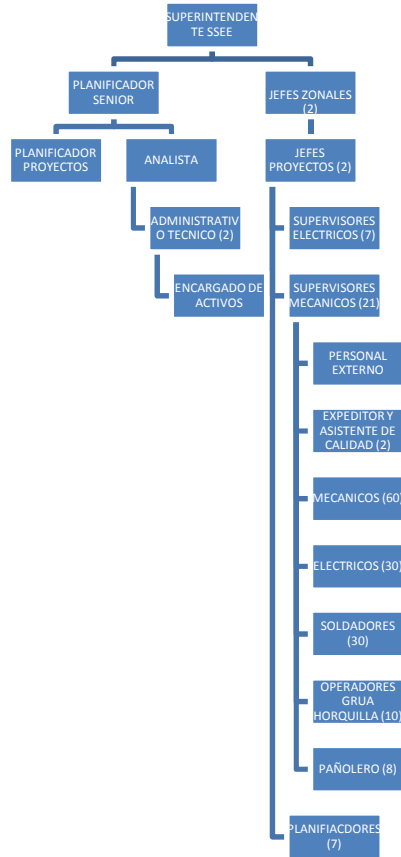 SUPERINTENDEN
TE SSEE
PLANIFICADOR
SENIOR
JEFES ZONALES
(2)
PLANIFICADOR
PROYECTOS
ANALISTA
JEFES
PROYECTOS (2)
ADMINISTRATIV
O TECNICO (2)
ENCARGADO DE
ACTIVOS
SUPERVISORES
ELECTRICOS (7)
SUPERVISORES
MECANICOS (21)
PERSONAL
EXTERNO
EXPEDITOR Y
ASISTENTE DE
CALIDAD (2)
MECANICOS (60)
ELECTRICOS (30)
SOLDADORES
(30)
OPERADORES
GRUA
HORQUILLA (10)
PAÑOLERO (8)
PLANIFIACDORES
(7)